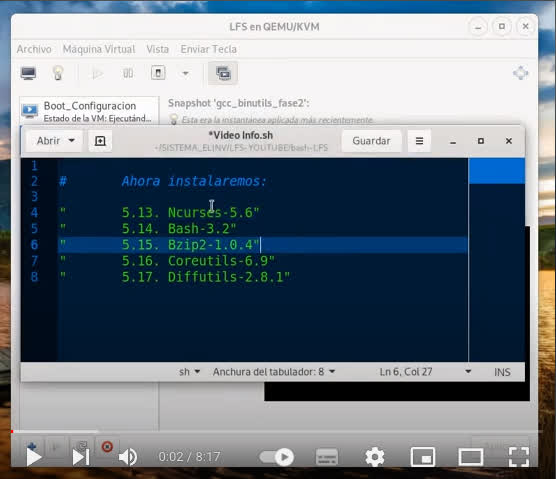 LFS en QEMU/KVM
Archivo Máquina Virtual Vista Enviar Tecla
Boot_Configuracion
Estado de la VM: Ejecutánd...
Snapshot 'gcc_binutils_fase2':
Esta era la instantánea aplicada más recientemente.
Abrir
*Video Info.sh
~/SISTEMA_ELINV/LFS-YOUTUBE/bash-LFS
Guardar
1
2 # Ahora instalaremos:
3
4 " 5.13. Ncurses-5.6"
5 " 5.14. Bash-3.2"
6 " 5.15. Bzip2-1.0.4"
7 " 5.16. Coreutils-6.9"
8 " 5.17. Diffutils-2.8.1"
sh Anchura del tabulador: 8 Ln 6, Col 27 INS
0:02 / 8:17